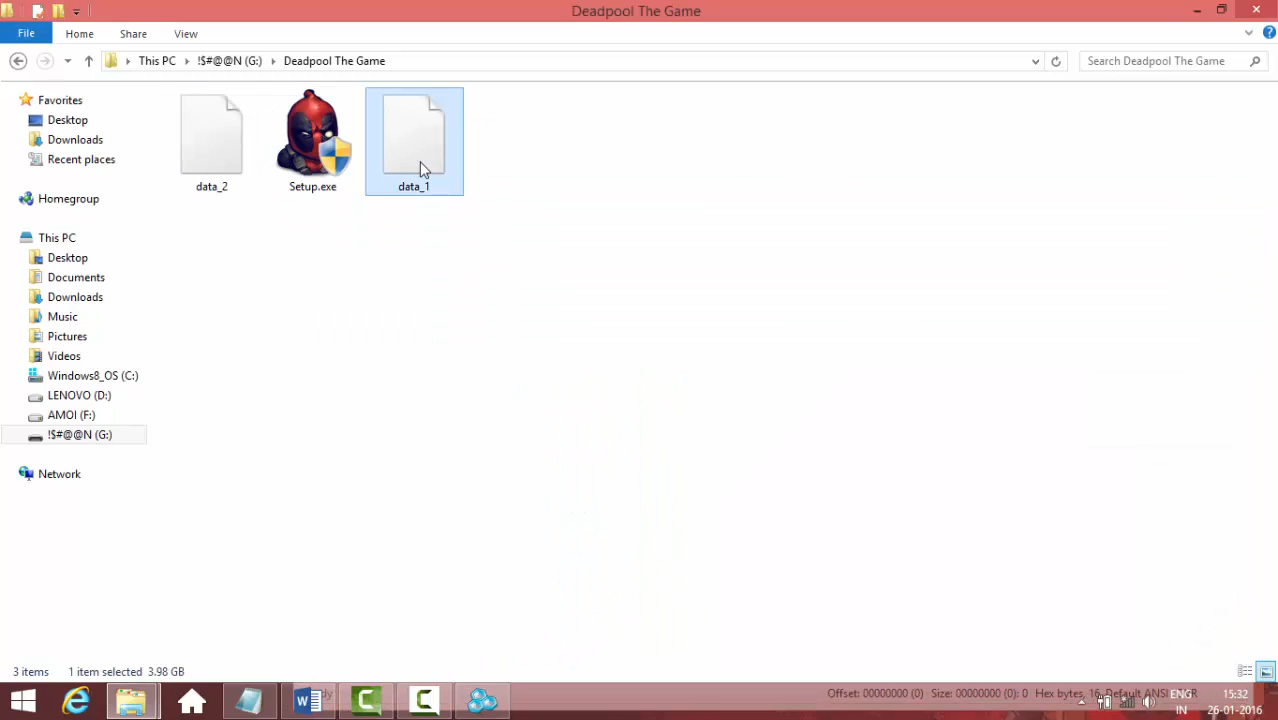 Deadpool The Game
File Home Share View
This PC !$#@@N (G:) Deadpool The Game
Search Deadpool The Game
data_2
Setup.exe
data_1
Favorites
Desktop
Downloads
Recent places
Homegroup
This PC
Desktop
Documents
Downloads
Music
Pictures
Videos
Windows8_OS (C:)
LENOVO (D:)
AMOI (F:)
!$#@@N (G:)
Network
3 items 1 item selected 3.98 GB
Offset: 00000000 (0) Size: 00000000 (0): 0 Hex bytes, 16, Default ANSI
ENG 15:32
IN 26-01-2016